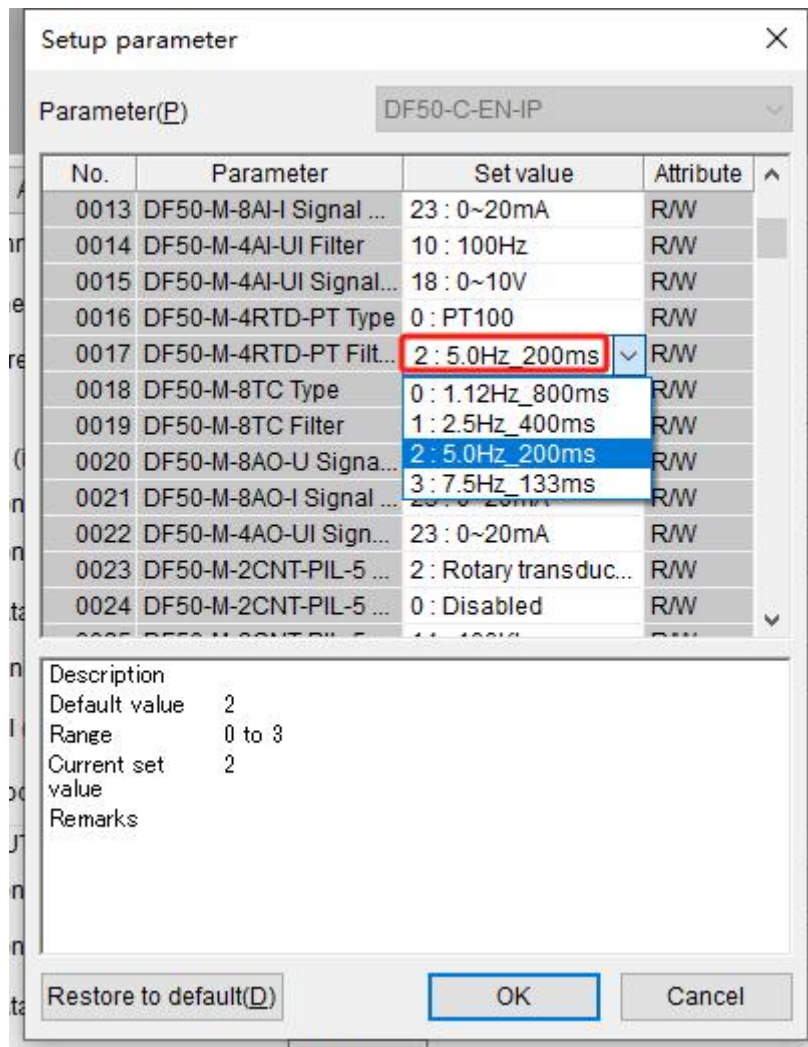 Setup parameter
Parameter(P) DF50-C-EN-IP
No. Parameter Set value Attribute
0013 DF50-M-8AI-I Signal ... 23 : 0~20mA R/W
0014 DF50-M-4AI-UI Filter 10 : 100Hz R/W
0015 DF50-M-4AI-UI Signal... 18 : 0~10V R/W
0016 DF50-M-4RTD-PT Type 0 : PT100 R/W
0017 DF50-M-4RTD-PT Filt... 2 : 5.0Hz_200ms R/W
0018 DF50-M-8TC Type 0 : 1.12Hz_800ms R/W
0019 DF50-M-8TC Filter 1 : 2.5Hz_400ms R/W
0020 DF50-M-8AO-U Signa... 2 : 5.0Hz_200ms R/W
0021 DF50-M-8AO-I Signal ... 3 : 7.5Hz_133ms R/W
0022 DF50-M-4AO-UI Sign... 23 : 0~20mA R/W
0023 DF50-M-2CNT-PIL-5 ... 2 : Rotary transduc... R/W
0024 DF50-M-2CNT-PIL-5 ... 0 : Disabled R/W
Description
Default value 2
Range 0 to 3
Current set value 2
Remarks
Restore to default(D) OK Cancel